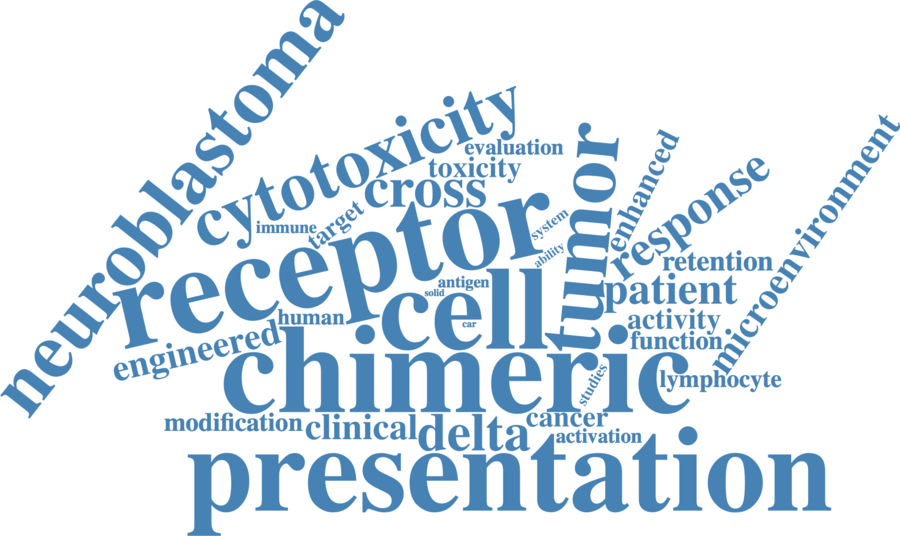 neuroblastoma
cytotoxicity
evaluation
toxicity
cross
tumor
enhanced
response
microenvironment
immune
target
receptor
system
ability
retention
antigen
solid
patient
cell
car
human
activity
function
engineered
chimeric
studies
lymphocyte
modification
clinical
delta
cancer
activation
presentation